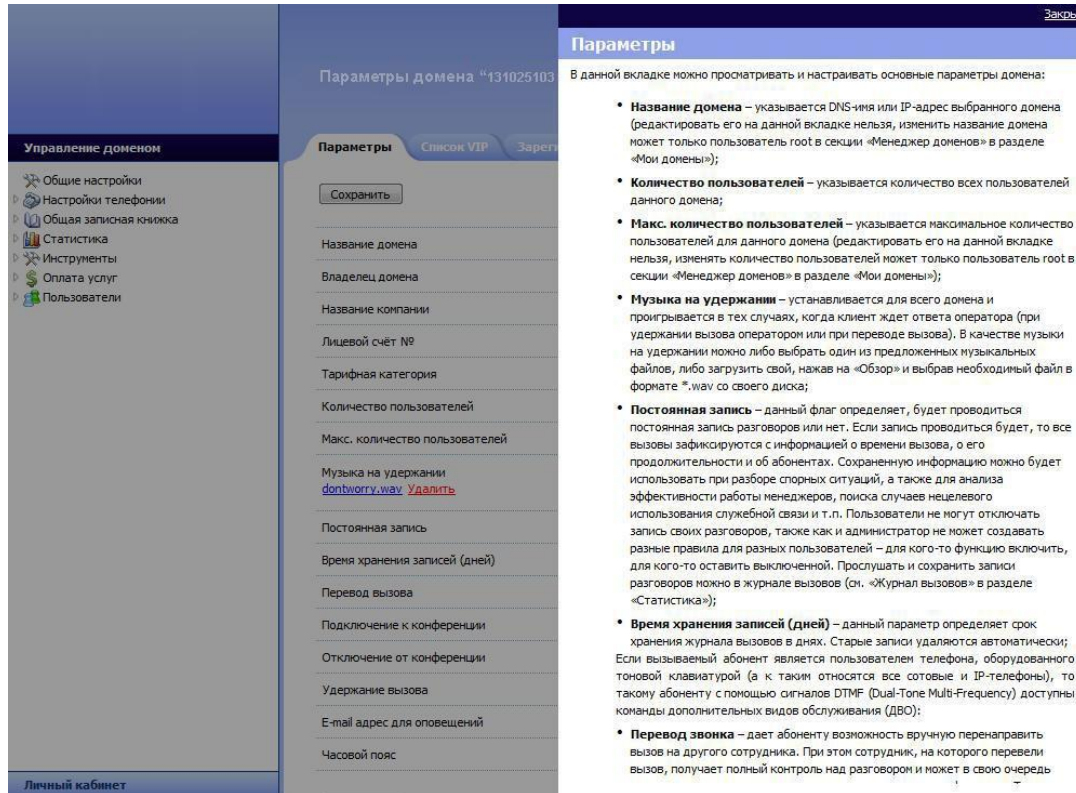 Управление доменом
Общие настройки
Настройки телефонии
Общая записная книжка
Статистика
Инструменты
Оплата услуг
Пользователи
Личный кабинет
Параметры домена "131025103
Параметры Список VIP
Сохранить
Название домена
Владелец домена
Название компании
Лицевой счёт №
Тарифная категория
Количество пользователей
Макс. количество пользователей
Музыка на удержании
dontworry.wav Удалить
Постоянная запись
Время хранения записей (дней)
Перевод вызова
Подключение к конференции
Отключение от конференции
Удержание вызова
E-mail адрес для оповещений
Часовой пояс
Закры
Параметры
В данной вкладке можно просматривать и настраивать основные параметры домена:
• Название домена – указывается DNS-имя или IP-адрес выбранного домена
(редактировать его на данной вкладке нельзя, изменить название домена
может только пользователь root в секции «Менеджер доменов» в разделе
«Мои домены»);
• Количество пользователей – указывается количество всех пользователей
данного домена;
• Макс. количество пользователей – указывается максимальное количество
пользователей для данного домена (редактировать его на данной вкладке
нельзя, изменять количество пользователей может только пользователь root в
секции «Менеджер доменов» в разделе «Мои домены»);
• Музыка на удержании – устанавливается для всего домена и
проигрывается в тех случаях, когда клиент ждет ответа оператора (при
удержании вызова оператором или при переводе вызова). В качестве музыки
на удержании можно либо выбрать один из предложенных музыкальных
файлов, либо загрузить свой, нажав на «Обзор» и выбрав необходимый файл в
формате *.wav со своего диска;
• Постоянная запись – данный флаг определяет, будет проводиться
постоянная запись разговоров или нет. Если запись проводиться будет, то все
вызовы зафиксируются с информацией о времени вызова, о его
продолжительности и об абонентах. Сохраненную информацию можно будет
использовать при разборе спорных ситуаций, а также для анализа
эффективности работы менеджеров, поиска случаев нецелевого
использования служебной связи и т.п. Пользователи не могут отключать
запись своих разговоров, также как и администратор не может создавать
разные правила для разных пользователей – для кого-то функцию включить,
для кого-то оставить выключенной. Прослушать и сохранить записи
разговоров можно в журнале вызовов (см. «Журнал вызовов» в разделе
«Статистика»);
• Время хранения записей (дней) – данный параметр определяет срок
хранения журнала вызовов в днях. Старые записи удаляются автоматически;
Если вызываемый абонент является пользователем телефона, оборудованного
тоновой клавиатурой (а к таким относятся все сотовые и IP-телефоны), то
такому абоненту с помощью сигналов DTMF (Dual-Tone Multi-Frequency) доступны
команды дополнительных видов обслуживания (ДВО):
• Перевод звонка – дает абоненту возможность вручную перенаправить
вызов на другого сотрудника. При этом сотрудник, на которого перевели
вызов, получает полный контроль над разговором и может в свою очередь